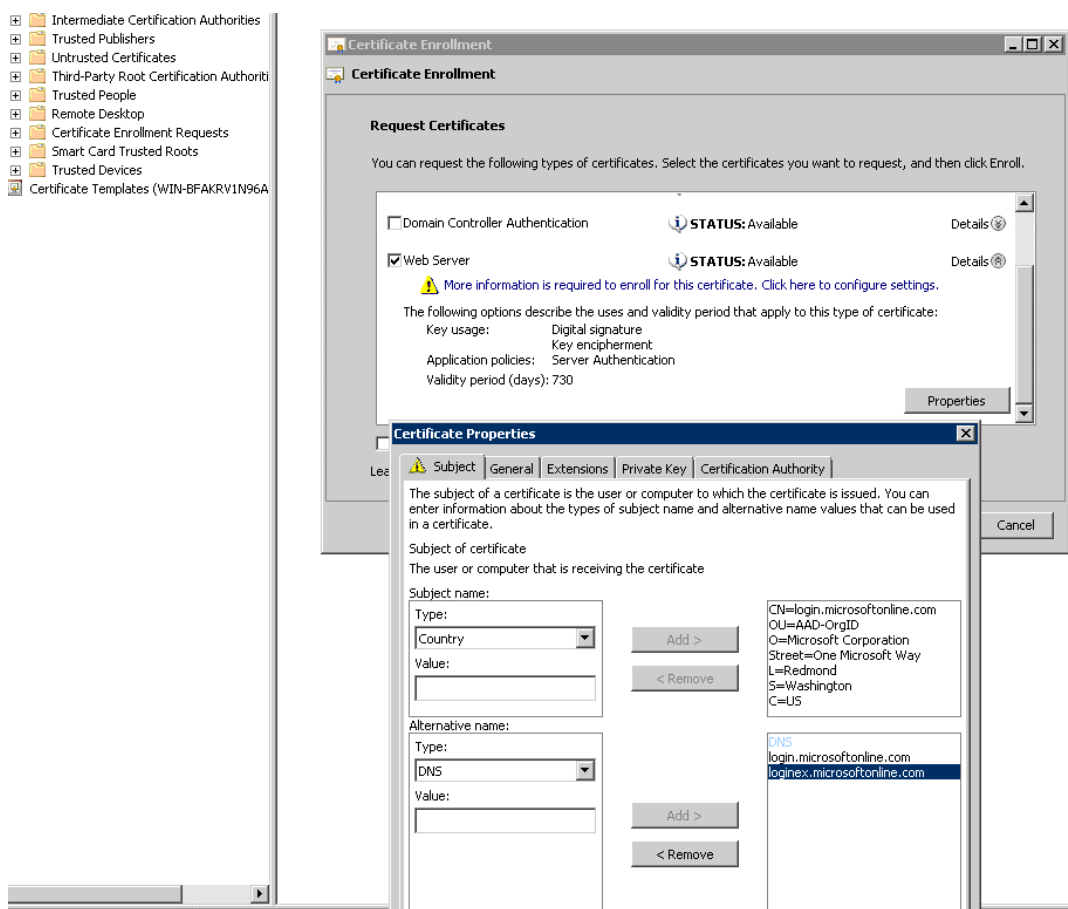 Intermediate Certification Authorities
Trusted Publishers
Untrusted Certificates
Third-Party Root Certification Authoriti
Trusted People
Remote Desktop
Certificate Enrollment Requests
Smart Card Trusted Roots
Trusted Devices
Certificate Templates (WIN-BFAKRV1N96A
Certificate Enrollment
Certificate Enrollment
Request Certificates
You can request the following types of certificates. Select the certificates you want to request, and then click Enroll.
Domain Controller Authentication STATUS: Available Details
Web Server STATUS: Available Details
More information is required to enroll for this certificate. Click here to configure settings.
The following options describe the uses and validity period that apply to this type of certificate:
Key usage: Digital signature
Key encipherment
Application policies: Server Authentication
Validity period (days): 730
Properties
Lea
Cancel
Certificate Properties
Subject General Extensions Private Key Certification Authority
The subject of a certificate is the user or computer to which the certificate is issued. You can
enter information about the types of subject name and alternative name values that can be used
in a certificate.
Subject of certificate
The user or computer that is receiving the certificate
Subject name:
Type:
Country
Value:
Add >
< Remove
CN=login.microsoftonline.com
OU=AAD-OrgID
O=Microsoft Corporation
Street=One Microsoft Way
L=Redmond
S=Washington
C=US
Alternative name:
Type:
DNS
Value:
Add >
< Remove
DNS
login.microsoftonline.com
loginex.microsoftonline.com